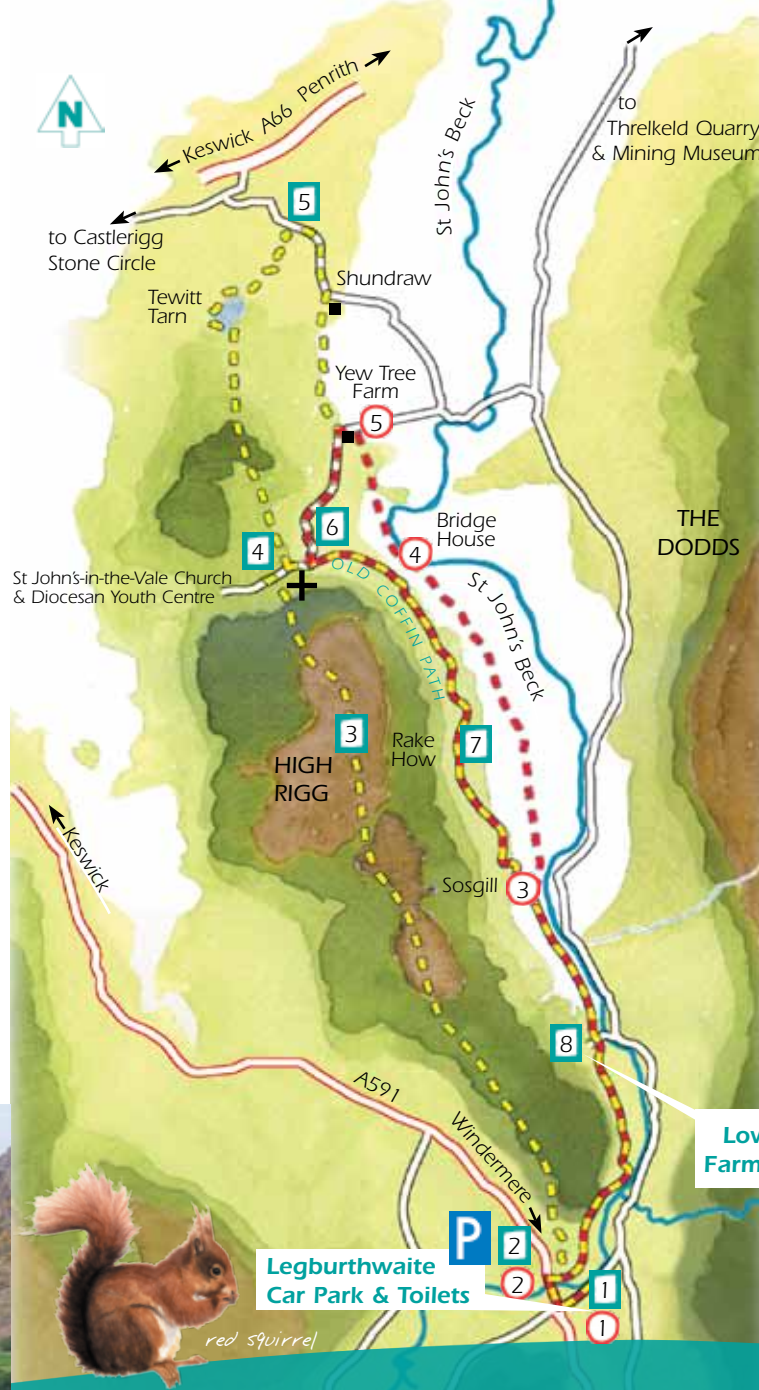 N
Keswick A66 Penrith
St John's Beck
to
Threlkeld Quarry
& Mining Museum
5
to Castlerigg
Stone Circle
Shundraw
Tewitt
Tarn
Yew Tree
Farm
5
6
4
Bridge
House
4
THE
DODDS
St John's-in-the-Vale Church
& Diocesan Youth Centre
OLD COFFIN PATH
St John's Beck
3
Rake
How
7
HIGH
RIGG
Keswick
Sosgill
3
8
A591
Windermere
Low
Farm
P
2
2
Legburthwaite
Car Park & Toilets
1
1
red squirrel